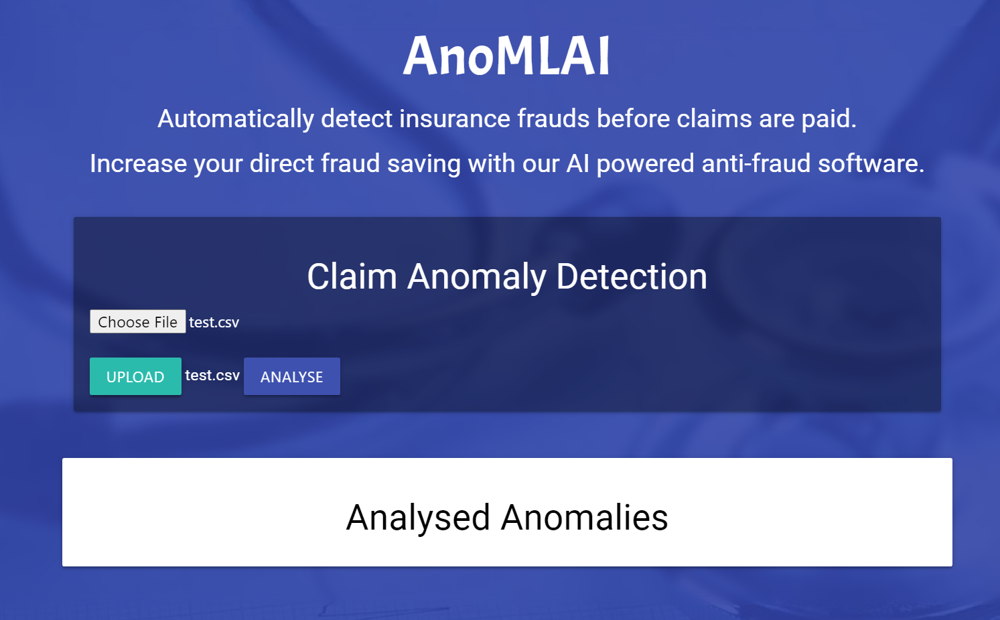 AnoMLAI
Automatically detect insurance frauds before claims are paid.
Increase your direct fraud saving with our AI powered anti-fraud software.
Claim Anomaly Detection
Choose File test.csv
UPLOAD test.csv ANALYSE
Analysed Anomalies